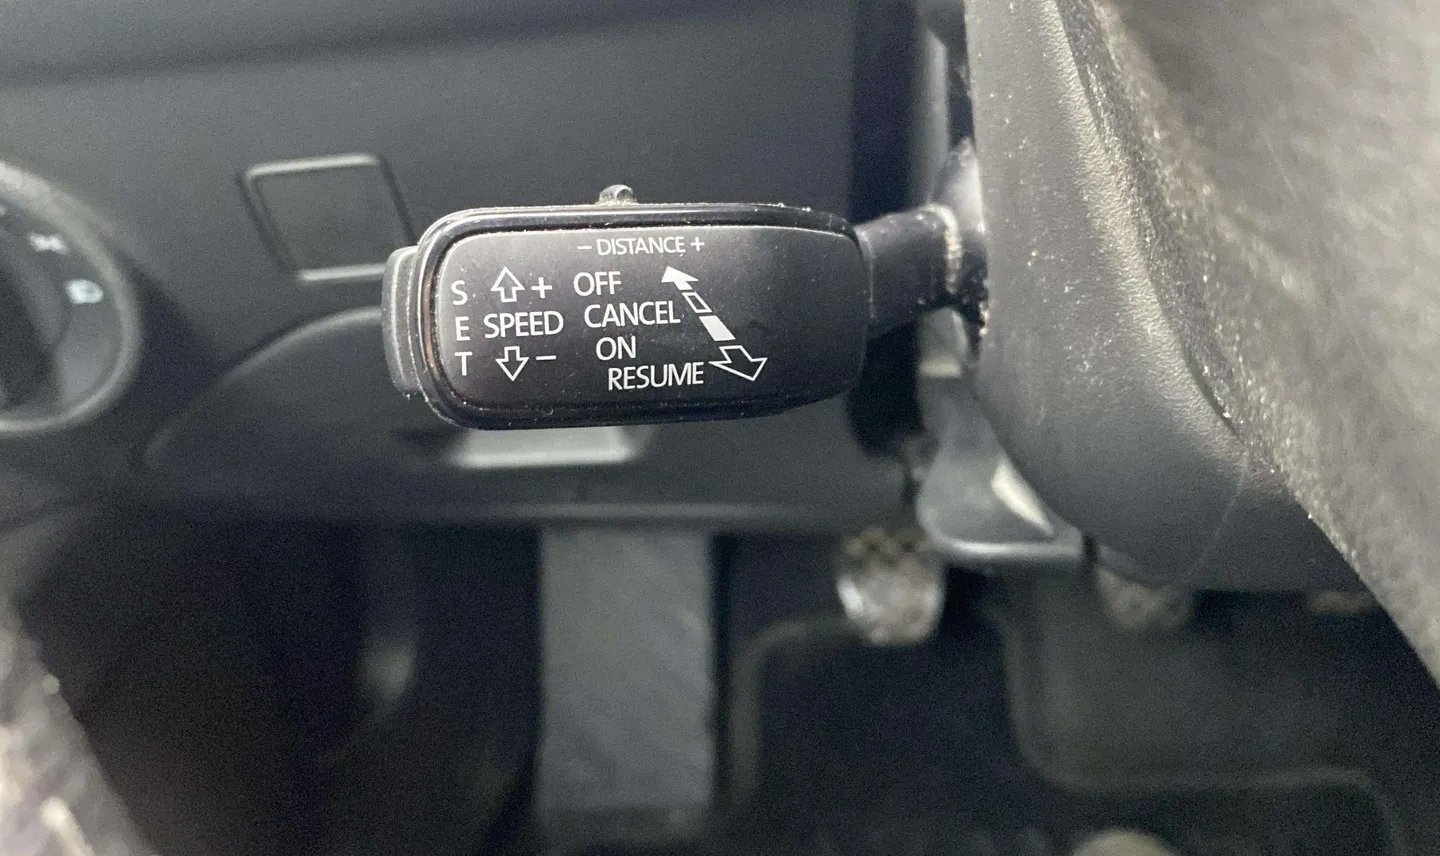 − DISTANCE +
S + OFF
E SPEED CANCEL
T − ON
RESUME